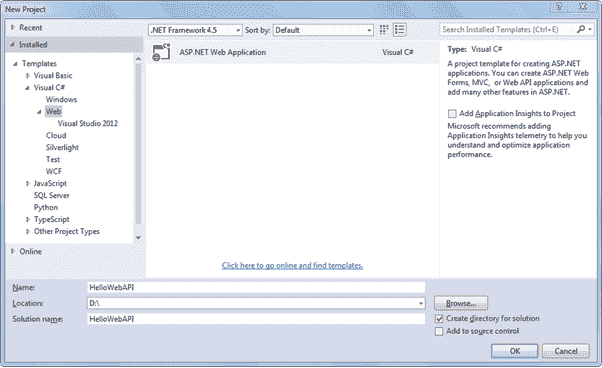 New Project
Recent
Installed
Templates
Visual Basic
Visual C#
Windows
Web
Visual Studio 2012
Cloud
Silverlight
Test
WCF
JavaScript
SQL Server
Python
TypeScript
Other Project Types
Online
.NET Framework 4.5
Sort by: Default
ASP.NET Web Application Visual C#
Click here to go online and find templates.
Search Installed Templates (Ctrl+E)
Type: Visual C#
A project template for creating ASP.NET
applications. You can create ASP.NET Web
Forms, MVC, or Web API applications and
add many other features in ASP.NET.
Add Application Insights to Project
Microsoft recommends adding
Application Insights telemetry to help you
understand and optimize application
performance.
Name: HelloWebAPI
Location: D:\
Solution name: HelloWebAPI
Browse...
Create directory for solution
Add to source control
OK Cancel